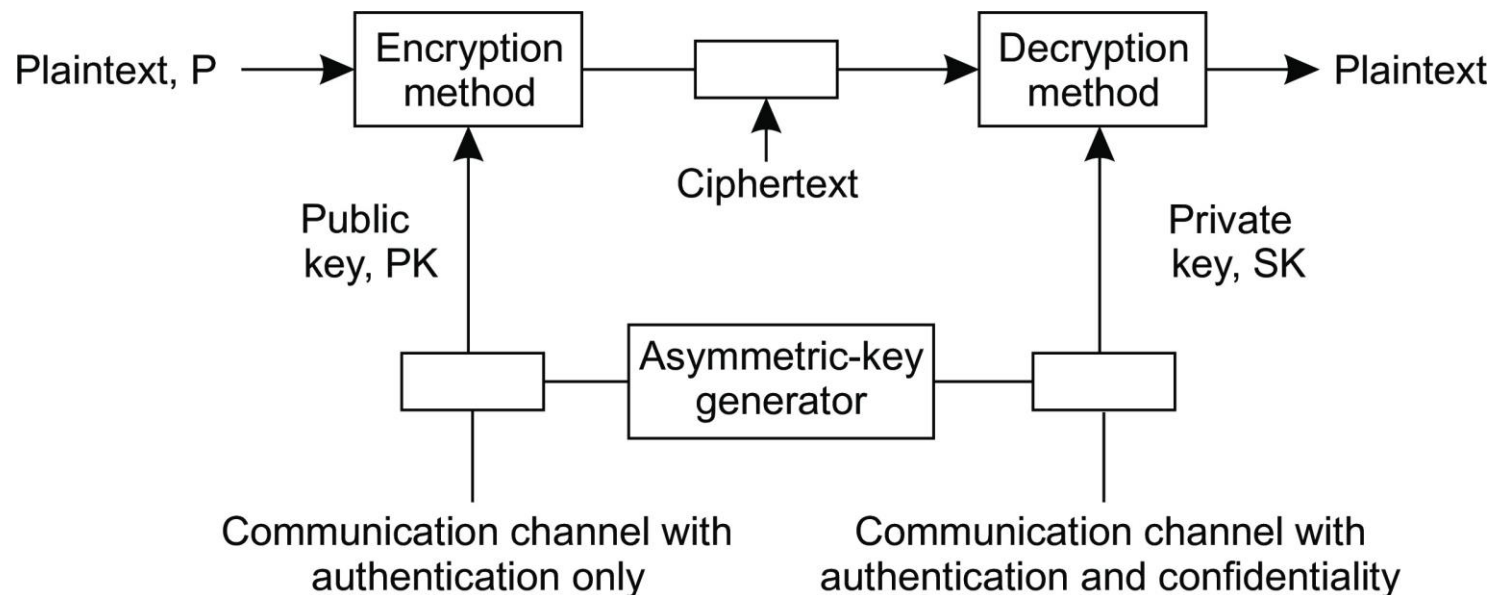 Plaintext, P
Encryption
method
Decryption
method
Plaintext
Ciphertext
Public
key, PK
Private
key, SK
Asymmetric-key
generator
Communication channel with
authentication only
Communication channel with
authentication and confidentiality